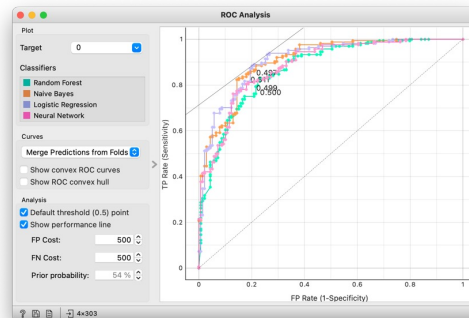 ROC Analysis
Plot
Target
0
Classifiers
Random Forest
Naive Bayes
Logistic Regression
Neural Network
Curves
Merge Predictions from Folds
Show convex ROC curves
Show ROC convex hull
Analysis
Default threshold (0.5) point
Show performance line
FP Cost:
500
FN Cost:
500
Prior probability:
54 %
4x303
TP Rate (Sensitivity)
1
0.8
0.6
0.4
0.2
0
0.499
0.500
0
0.2
0.4
0.6
0.8
1
FP Rate (1-Specificity)